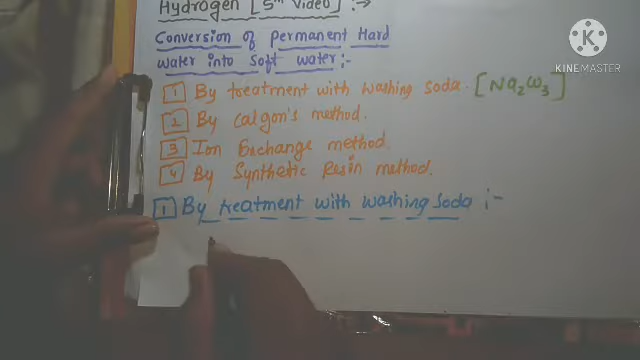 Hydrogen [5th Video] :→
Conversion of permanent Hard
water into soft water :-
1 By treatment with washing soda. [Na2CO3]
2 By Calgon's method.
3 Ion Exchange method.
4 By Synthetic Resin method.
1 By treatment with washing soda :-
KINEMASTER